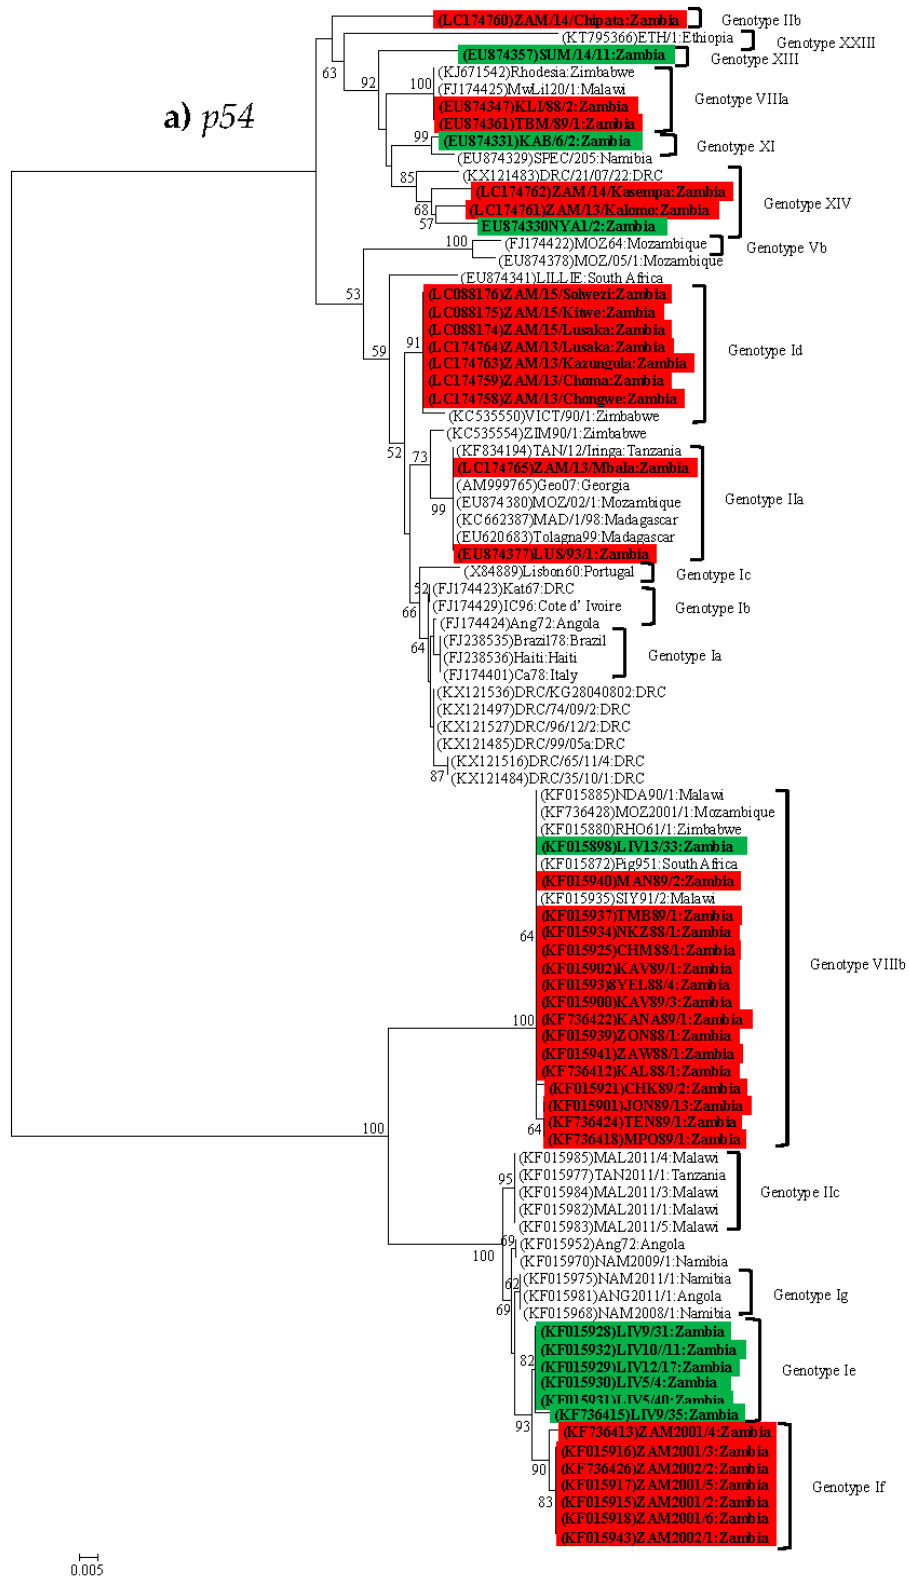 (LC174760)ZAM/14/Chipata:Zambia
Genotype IIb
(KT795366)ETH/1:Ethiopia
Genotype XXIII
(EU874357)SUM/14/11:Zambia
Genotype XIII
63
92
(KJ671542)Rhodesia:Zimbabwe
100
(FJ174425)MwLil20/1:Malawi
Genotype VIIIa
(EU874347)KLI/88/2:Zambia
a) p54
(EU874361)TBM/89/1:Zambia
99
(EU874331)KAB/6/2:Zambia
Genotype XI
(EU874329)SPEC/205:Namibia
85
(KX121483)DRC/21/07/22:DRC
(LC174762)ZAM/14/Kasempa:Zambia
Genotype XIV
68
(LC174761)ZAM/13/Kalomo:Zambia
57
EU874330NYA1/2:Zambia
100
(FJ174422)MOZ64:Mozambique
Genotype Vb
(EU874378)MOZ/05/1:Mozambique
(EU874341)LILLIE:South Africa
53
(LC088176)ZAM/15/Solwezi:Zambia
(LC088175)ZAM/15/Kitwe:Zambia
(LC088174)ZAM/15/Lusaka:Zambia
91
(LC174764)ZAM/13/Lusaka:Zambia
Genotype Id
59
(LC174763)ZAM/13/Kazungula:Zambia
(LC174759)ZAM/13/Choma:Zambia
(LC174758)ZAM/13/Chongwe:Zambia
(KC535550)VICT/90/1:Zimbabwe
(KC535554)ZIM90/1:Zimbabwe
52
73
(KF834194)TAN/12/Iringa:Tanzania
(LC174765)ZAM/13/Mbala:Zambia
(AM999765)Geo07:Georgia
Genotype IIa
99
(EU874380)MOZ/02/1:Mozambique
(KC662387)MAD/1/98:Madagascar
(EU620683)Tolagna99:Madagascar
(EU874377)LUS/93/1:Zambia
(X84889)Lisbon60:Portugal
Genotype Ic
52
(FJ174423)Kat67:DRC
66
(FJ174429)IC96:Cote d' Ivoire
Genotype Ib
(FJ174424)Ang72:Angola
64
(FJ238535)Brazil78:Brazil
(FJ238536)Haiti:Haiti
Genotype Ia
(FJ174401)Ca78:Italy
(KX121536)DRC/KG28040802:DRC
(KX121497)DRC/74/09/2:DRC
(KX121527)DRC/96/12/2:DRC
(KX121485)DRC/99/05a:DRC
(KX121516)DRC/65/11/4:DRC
87
(KX121484)DRC/35/10/1:DRC
(KF015885)NDA90/1:Malawi
(KF736428)MOZ2001/1:Mozambique
(KF015880)RHO61/1:Zimbabwe
(KF015898)LIV13/33:Zambia
(KF015872)Pig951:South Africa
(KF015940)MAN89/2:Zambia
(KF015935)SIY91/2:Malawi
(KF015937)TMB89/1:Zambia
64
(KF015934)NKZ88/1:Zambia
(KF015925)CHM88/1:Zambia
(KF015902)KAV89/1:Zambia
Genotype VIIIb
(KF01593)8YEL88/4:Zambia
(KF015900)KAV89/3:Zambia
100
(KF736422)KANA89/1:Zambia
(KF015939)ZON88/1:Zambia
(KF015941)ZAW88/1:Zambia
(KF736412)KAL88/1:Zambia
(KF015921)CHK89/2:Zambia
(KF015901)JON89/13:Zambia
64
(KF736424)TEN89/1:Zambia
(KF736418)MPO89/1:Zambia
100
(KF015985)MAL2011/4:Malawi
95
(KF015977)TAN2011/1:Tanzania
(KF015984)MAL2011/3:Malawi
Genotype IIc
(KF015982)MAL2011/1:Malawi
(KF015983)MAL2011/5:Malawi
69
(KF015952)Ang72:Angola
100
(KF015970)NAM2009/1:Namibia
62
(KF015975)NAM2011/1:Namibia
(KF015981)ANG2011/1:Angola
Genotype Ig
69
(KF015968)NAM2008/1:Namibia
(KF015928)LIV9/31:Zambia
(KF015932)LIV10//11:Zambia
82
(KF015929)LIV12/17:Zambia
Genotype Ie
(KF015930)LIV5/4:Zambia
(KF015931)LIV5/40:Zambia
(KF736415)LIV9/35:Zambia
93
(KF736413)ZAM2001/4:Zambia
(KF015916)ZAM2001/3:Zambia
90
(KF736426)ZAM2002/2:Zambia
(KF015917)ZAM2001/5:Zambia
Genotype If
83
(KF015915)ZAM2001/2:Zambia
(KF015918)ZAM2001/6:Zambia
(KF015943)ZAM2002/1:Zambia
0.005